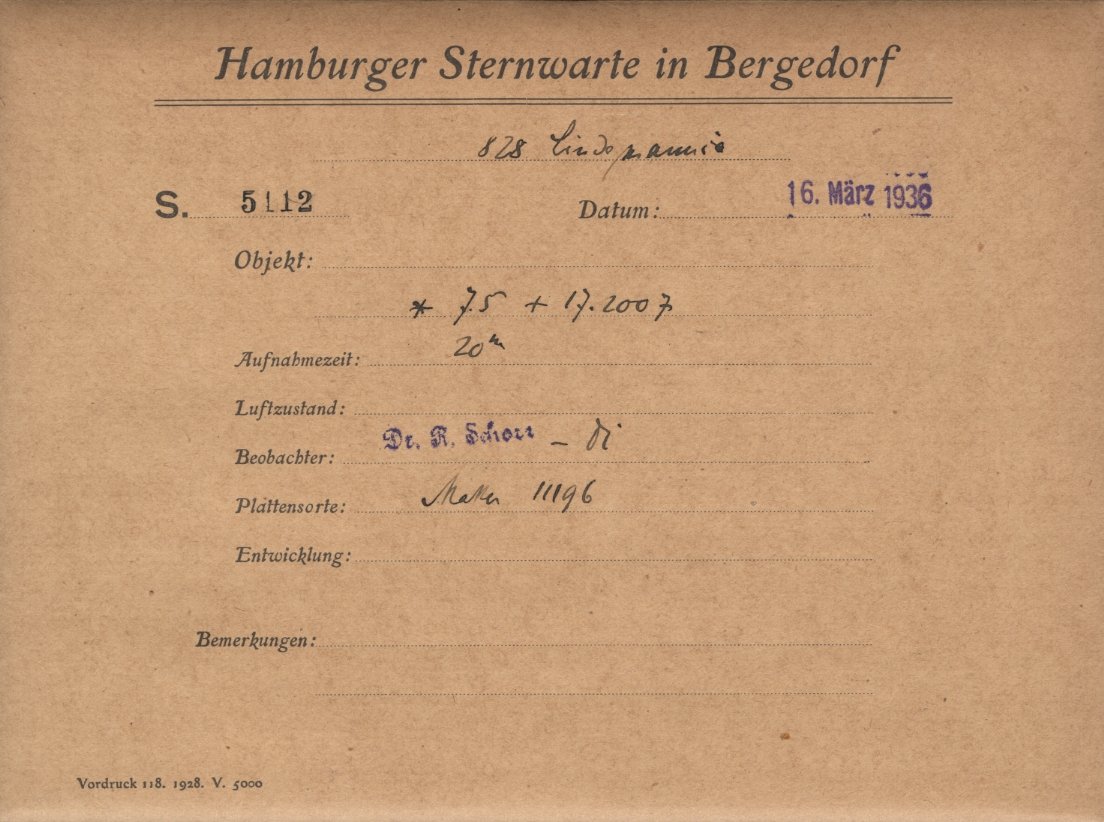 Hamburger Sternwarte in Bergedorf
828 Lindemannia
S. 5112 Datum: 16. März 1936
Objekt:
* 7.5 + 17.2007
Aufnahmezeit: 20ᵐ
Luftzustand:
Beobachter: Dr. R. Schorr – Di
Plattensorte: 11196
Entwicklung:
Bemerkungen:
Vordruck 118. 1928. V. 5000